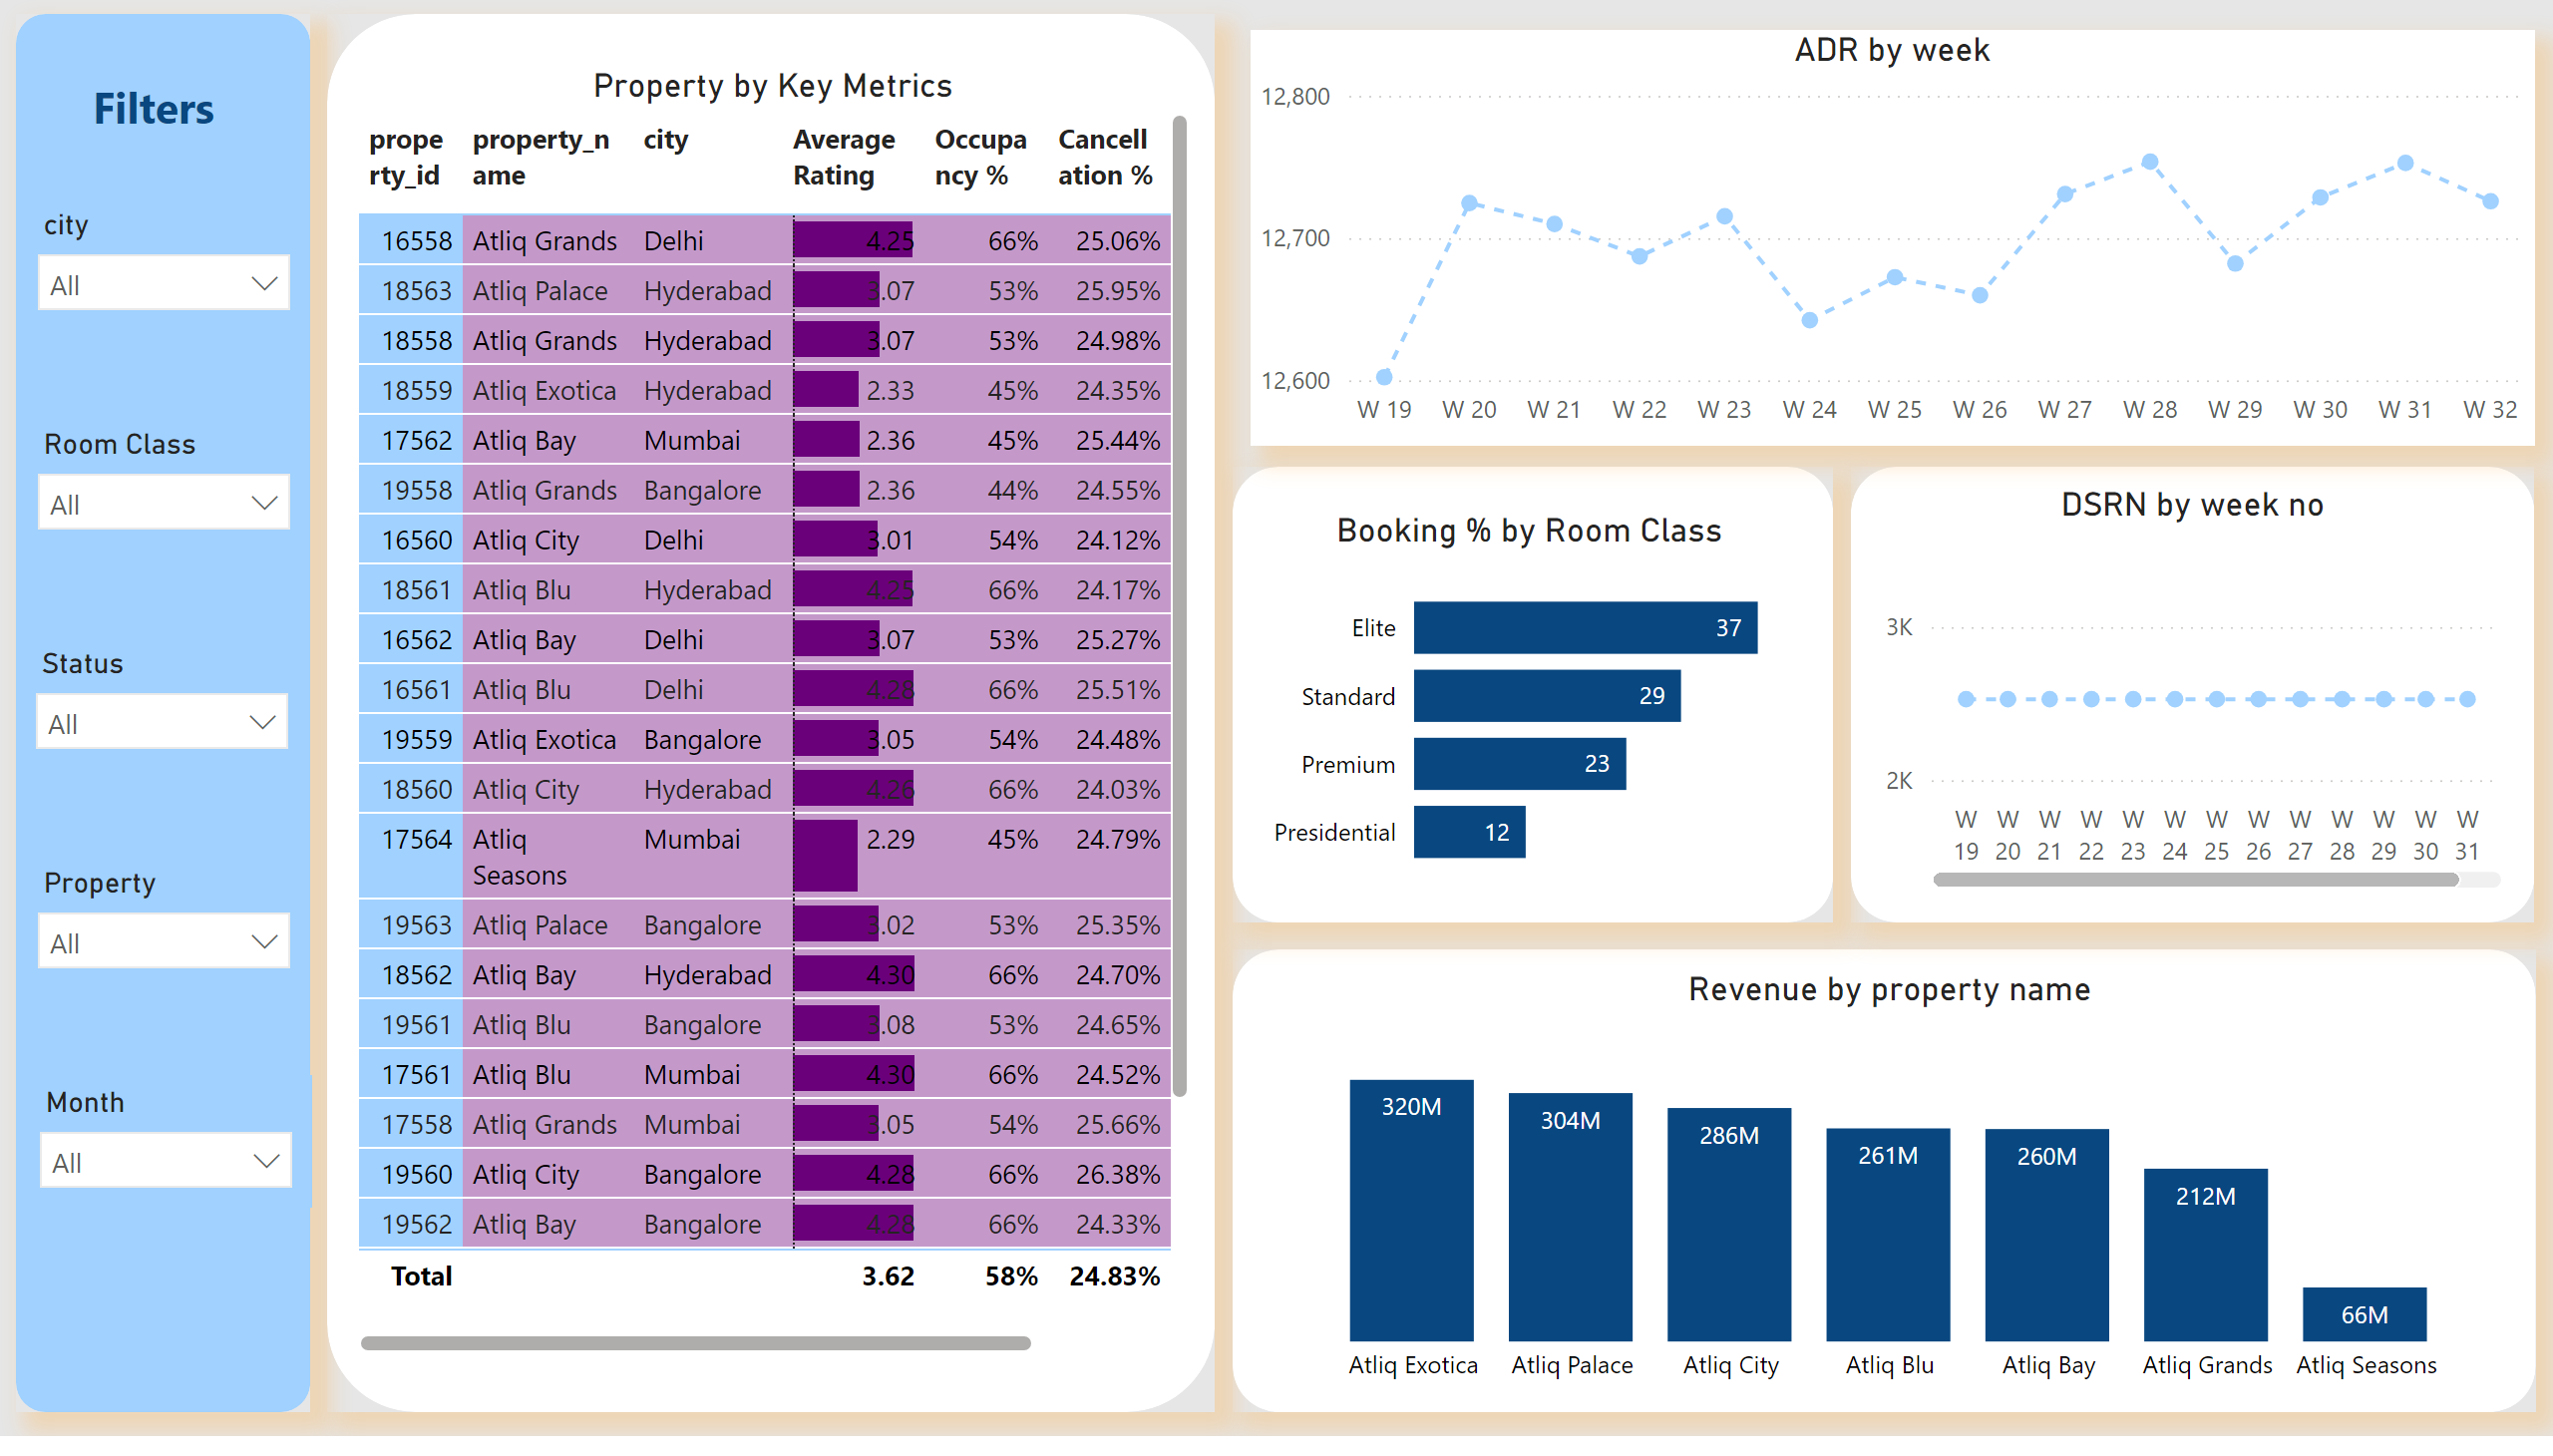 Filters
city
All
Room Class
All
Status
All
Property
All
Month
All
Property by Key Metrics
prope property_n city Average Occupa Cancell
rty_id ame Rating ncy % ation %
16558 Atliq Grands Delhi 4.25 66% 25.06%
18563 Atliq Palace Hyderabad 3.07 53% 25.95%
18558 Atliq Grands Hyderabad 3.07 53% 24.98%
18559 Atliq Exotica Hyderabad 2.33 45% 24.35%
17562 Atliq Bay Mumbai 2.36 45% 25.44%
19558 Atliq Grands Bangalore 2.36 44% 24.55%
16560 Atliq City Delhi 3.01 54% 24.12%
18561 Atliq Blu Hyderabad 4.25 66% 24.17%
16562 Atliq Bay Delhi 3.07 53% 25.27%
16561 Atliq Blu Delhi 4.28 66% 25.51%
19559 Atliq Exotica Bangalore 3.05 54% 24.48%
18560 Atliq City Hyderabad 4.26 66% 24.03%
17564 Atliq Mumbai 2.29 45% 24.79%
Seasons
19563 Atliq Palace Bangalore 3.02 53% 25.35%
18562 Atliq Bay Hyderabad 4.30 66% 24.70%
19561 Atliq Blu Bangalore 3.08 53% 24.65%
17561 Atliq Blu Mumbai 4.30 66% 24.52%
17558 Atliq Grands Mumbai 3.05 54% 25.66%
19560 Atliq City Bangalore 4.28 66% 26.38%
19562 Atliq Bay Bangalore 4.28 66% 24.33%
Total 3.62 58% 24.83%
ADR by week
12,800
12,700
12,600
W 19 W 20 W 21 W 22 W 23 W 24 W 25 W 26 W 27 W 28 W 29 W 30 W 31 W 32
Booking % by Room Class
Elite 37
Standard 29
Premium 23
Presidential 12
DSRN by week no
3K
2K
W W W W W W W W W W W W W
19 20 21 22 23 24 25 26 27 28 29 30 31
Revenue by property name
320M 304M 286M 261M 260M 212M 66M
Atliq Exotica Atliq Palace Atliq City Atliq Blu Atliq Bay Atliq Grands Atliq Seasons